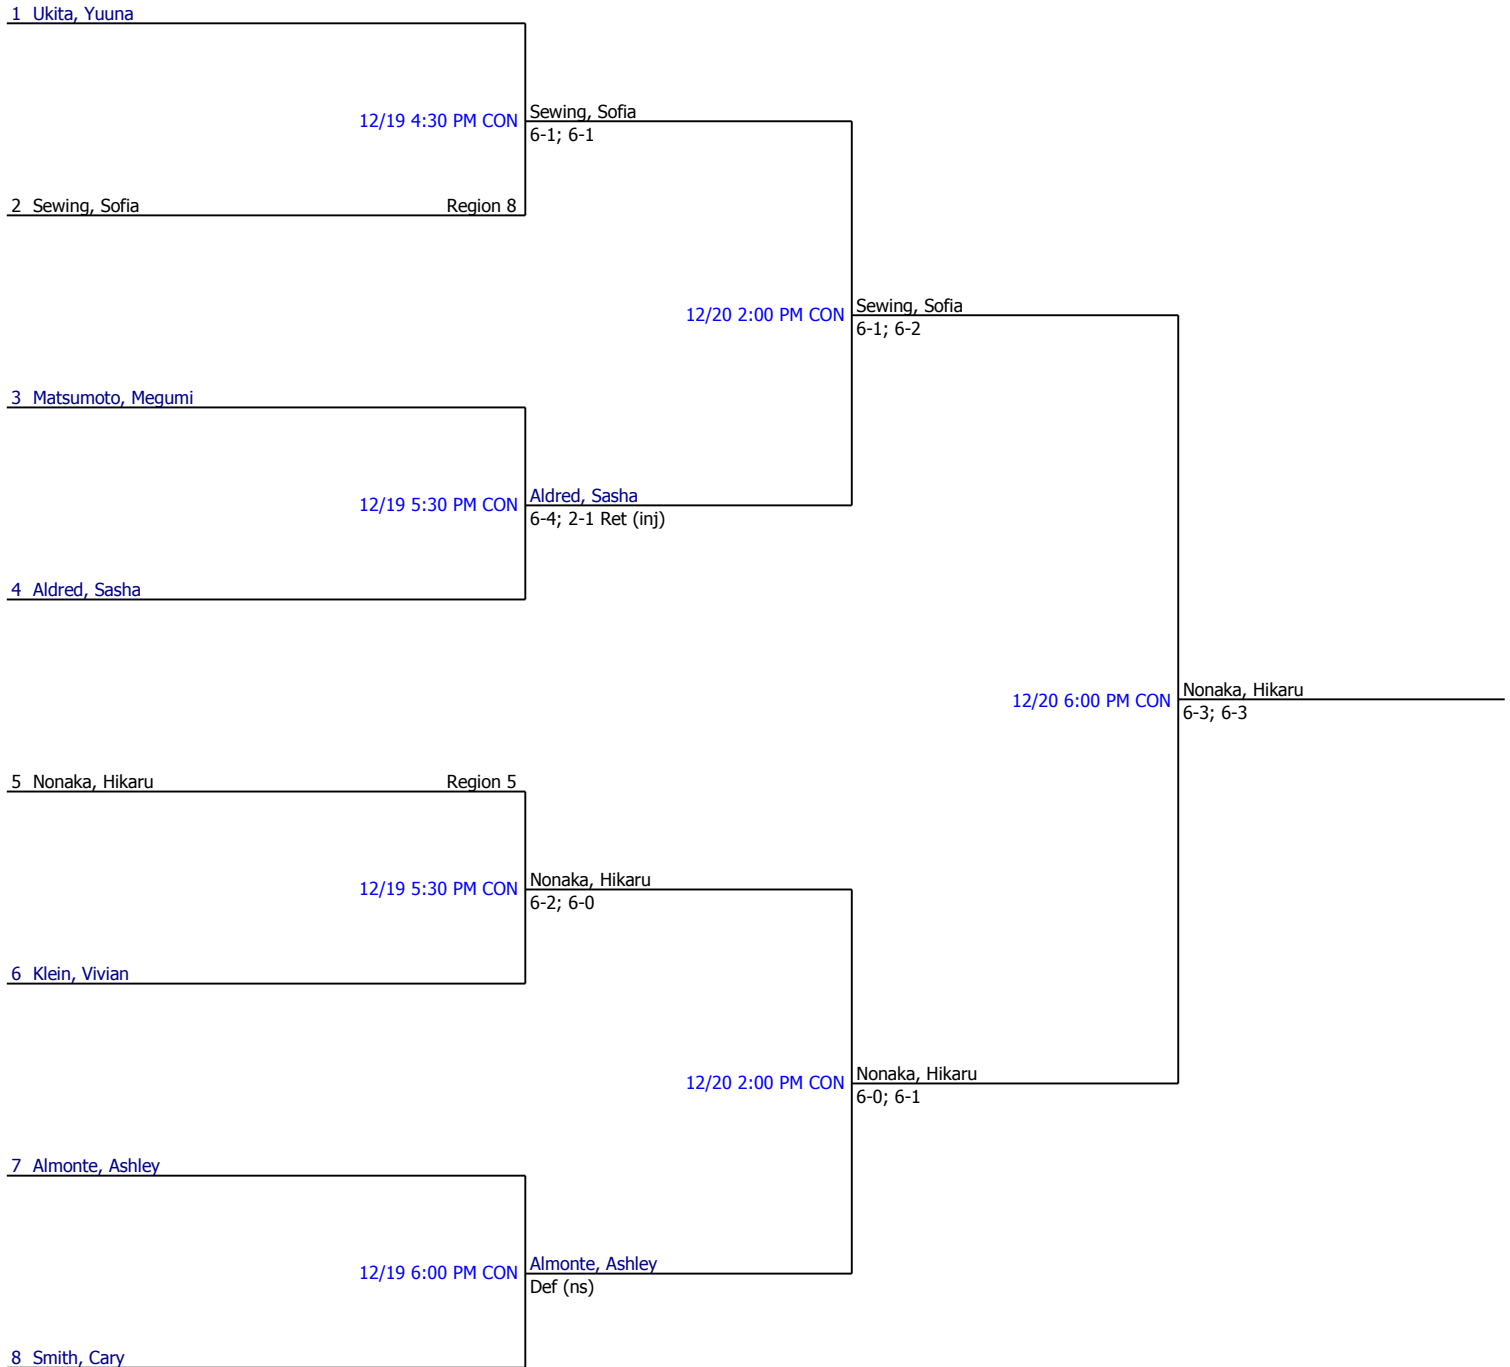 1 Ukita, Yuuna
12/19 4:30 PM CON
Sewing, Sofia
6-1; 6-1
2 Sewing, Sofia Region 8
12/20 2:00 PM CON
Sewing, Sofia
6-1; 6-2
3 Matsumoto, Megumi
12/19 5:30 PM CON
Aldred, Sasha
6-4; 2-1 Ret (inj)
4 Aldred, Sasha
12/20 6:00 PM CON
Nonaka, Hikaru
6-3; 6-3
5 Nonaka, Hikaru Region 5
12/19 5:30 PM CON
Nonaka, Hikaru
6-2; 6-0
6 Klein, Vivian
12/20 2:00 PM CON
Nonaka, Hikaru
6-0; 6-1
7 Almonte, Ashley
12/19 6:00 PM CON
Almonte, Ashley
Def (ns)
8 Smith, Cary